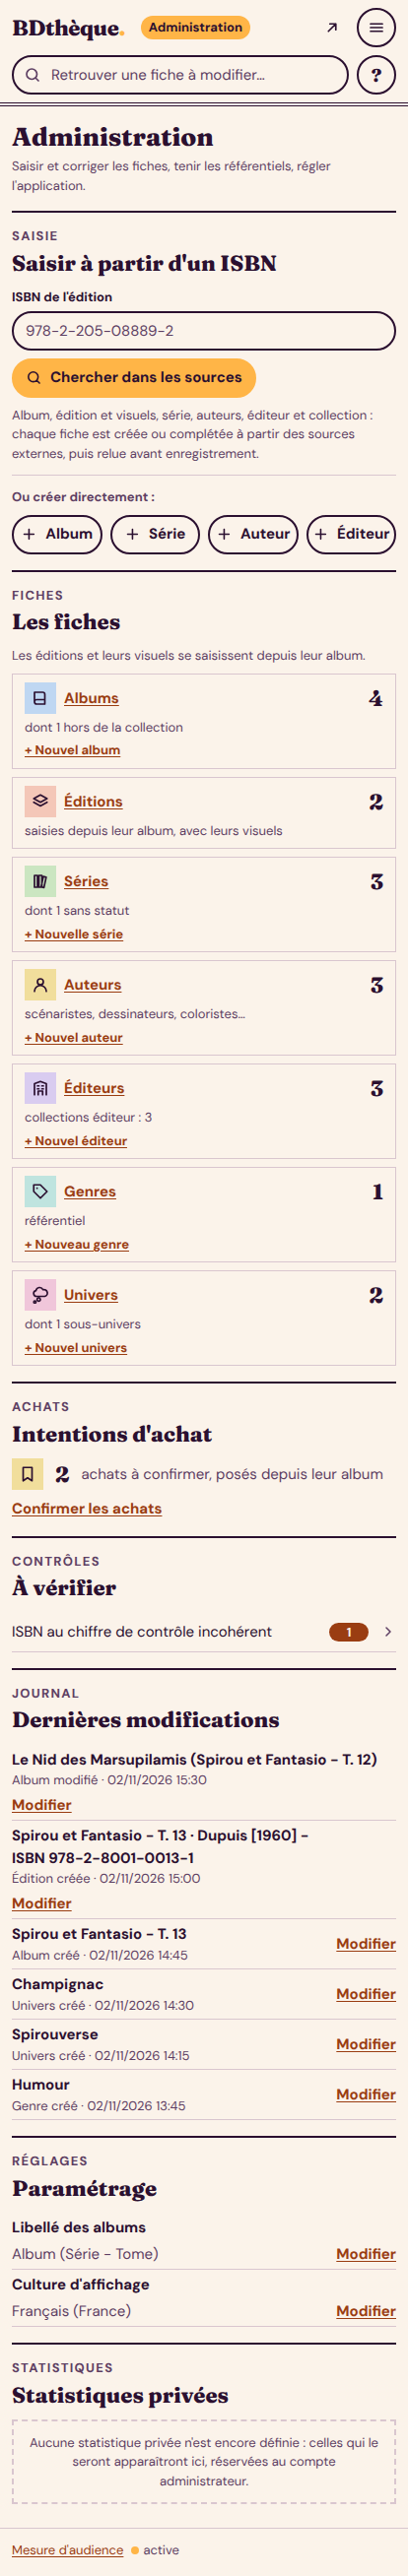 BDthèque.
Administration
Retrouver une fiche à modifier...
?
Administration
Saisir et corriger les fiches, tenir les référentiels, régler
l'application.
SAISIE
Saisir à partir d'un ISBN
ISBN de l'édition
978-2-205-08889-2
Chercher dans les sources
Album, édition et visuels, série, auteurs, éditeur et collection :
chaque fiche est créée ou complétée à partir des sources
externes, puis relue avant enregistrement.
Ou créer directement :
+ Album
+ Série
+ Auteur
+ Éditeur
FICHES
Les fiches
Les éditions et leurs visuels se saisissent depuis leur album.
Albums 4
dont 1 hors de la collection
+ Nouvel album
Éditions 2
saisies depuis leur album, avec leurs visuels
Séries 3
dont 1 sans statut
+ Nouvelle série
Auteurs 3
scénaristes, dessinateurs, coloristes...
+ Nouvel auteur
Éditeurs 3
collections éditeur : 3
+ Nouvel éditeur
Genres 1
référentiel
+ Nouveau genre
Univers 2
dont 1 sous-univers
+ Nouvel univers
ACHATS
Intentions d'achat
2 achats à confirmer, posés depuis leur album
Confirmer les achats
CONTRÔLES
À vérifier
ISBN au chiffre de contrôle incohérent 1
JOURNAL
Dernières modifications
Le Nid des Marsupilamis (Spirou et Fantasio - T. 12)
Album modifié · 02/11/2026 15:30
Modifier
Spirou et Fantasio - T. 13 · Dupuis [1960] -
ISBN 978-2-8001-0013-1
Édition créée · 02/11/2026 15:00
Modifier
Spirou et Fantasio - T. 13
Album créé · 02/11/2026 14:45
Modifier
Champignac
Univers créé · 02/11/2026 14:30
Modifier
Spirouverse
Univers créé · 02/11/2026 14:15
Modifier
Humour
Genre créé · 02/11/2026 13:45
Modifier
RÉGLAGES
Paramétrage
Libellé des albums
Album (Série - Tome) Modifier
Culture d'affichage
Français (France) Modifier
STATISTIQUES
Statistiques privées
Aucune statistique privée n'est encore définie : celles qui le
seront apparaîtront ici, réservées au compte
administrateur.
Mesure d'audience active